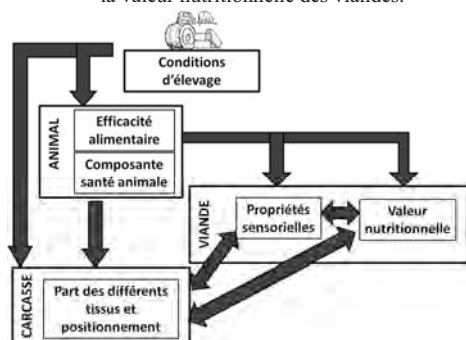 la valeur nutritionnelle des viandes.
Conditions
d'élevage
ANIMAL
Efficacité
alimentaire
Composante
santé animale
VIANDE
Propriétés
sensorielles
Valeur
nutritionnelle
CARCASSE
Part des différents
tissus et
positionnement